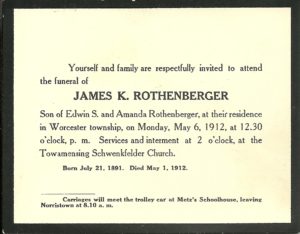 Yourself and family are respectfully invited to attend
the funeral of
JAMES K. ROTHENBERGER
Son of Edwin S. and Amanda Rothenberger, at their residence
in Worcester township, on Monday, May 6, 1912, at 12.30
o'clock, p. m. Services and interment at 2 o'clock, at the
Towamensing Schwenkfelder Church.
Born July 21, 1891. Died May 1, 1912.
Carriages will meet the trolley car at Metz's Schoolhouse, leaving
Norristown at 8.10 a. m.